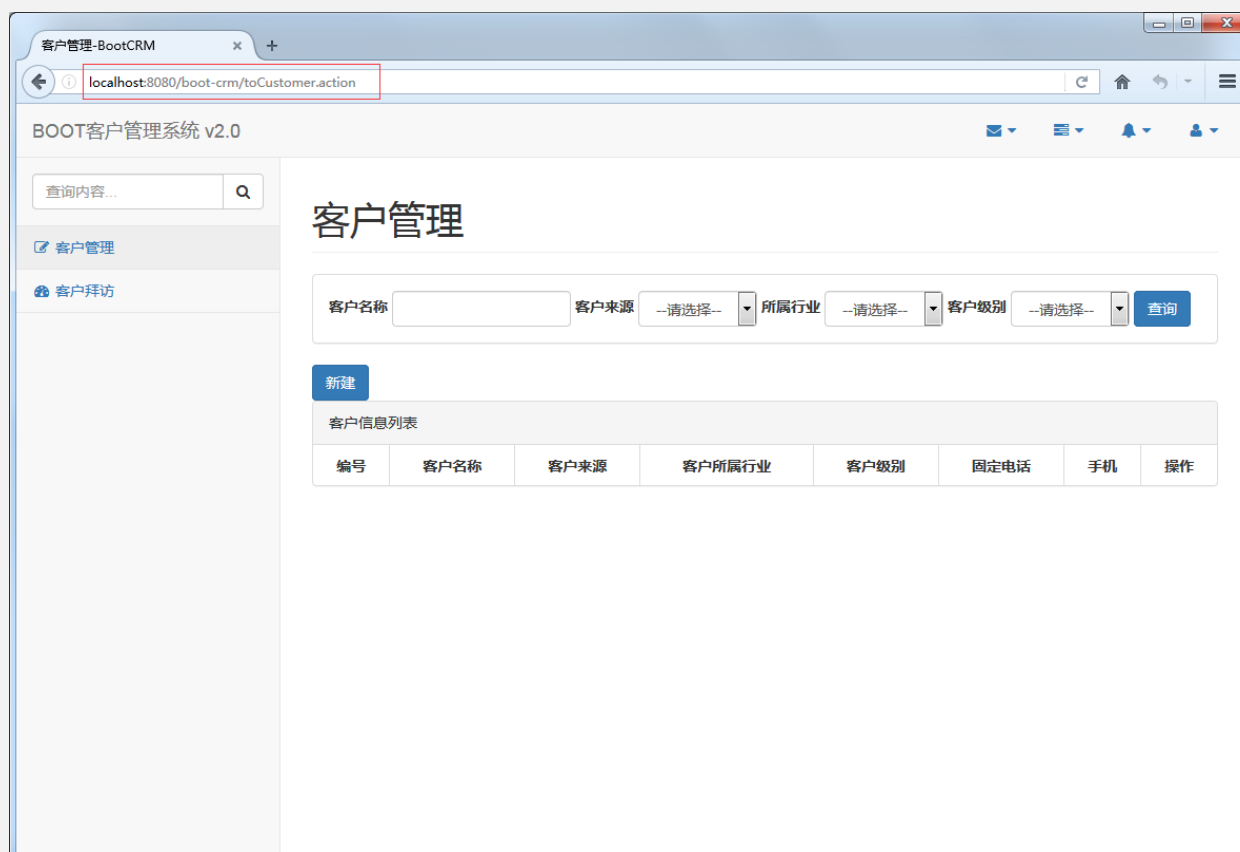 客户管理-BootCRM
localhost:8080/boot-crm/toCustomer.action
BOOT客户管理系统 v2.0
查询内容...
客户管理
客户拜访
客户管理
客户名称 客户来源 --请选择-- 所属行业 --请选择-- 客户级别 --请选择-- 查询
新建
客户信息列表
编号 客户名称 客户来源 客户所属行业 客户级别 固定电话 手机 操作